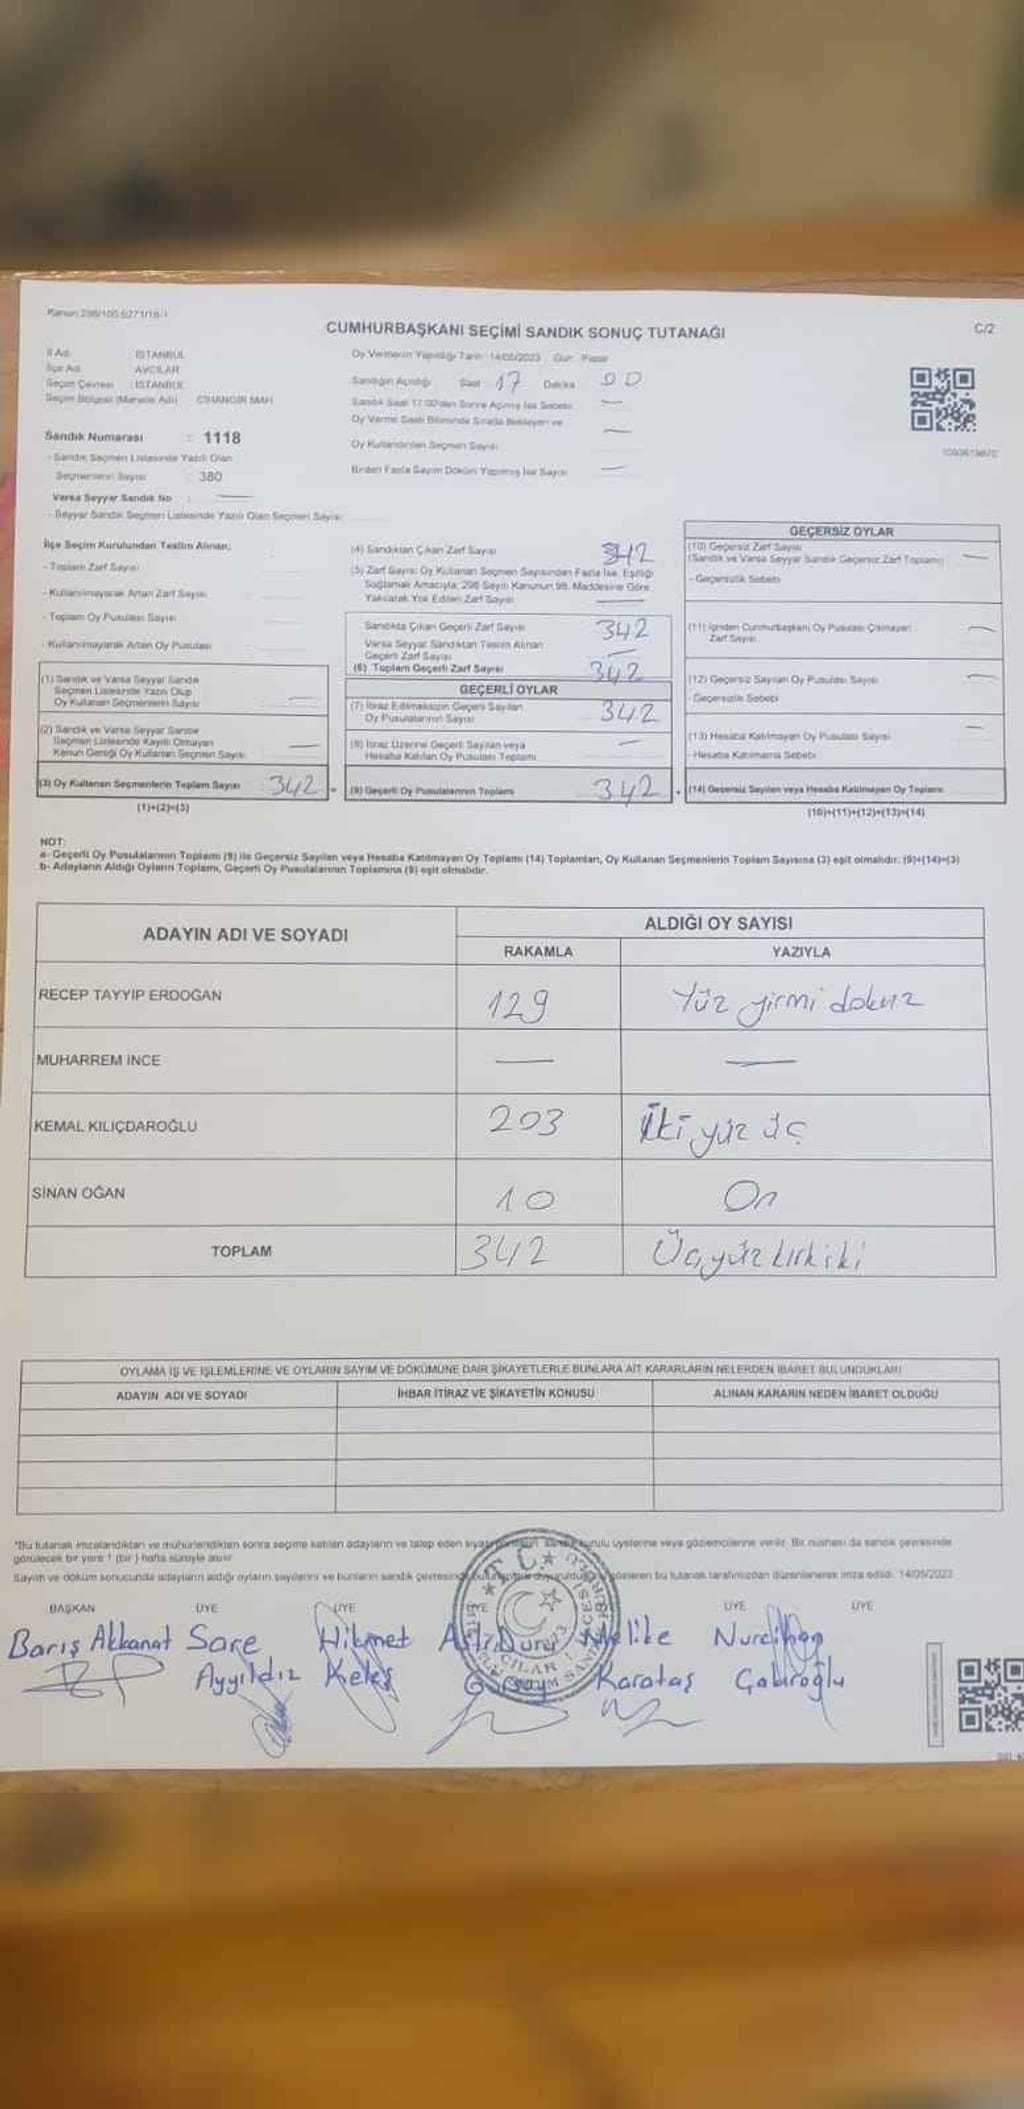 Kanun:298/105 6271/18-1
CUMHURBAŞKANI SEÇİMİ SANDIK SONUÇ TUTANAĞI
C/2
İl Adı : İSTANBUL
İlçe Adı : AVCILAR
Seçim Çevresi : İSTANBUL
Seçim Bölgesi (Mahalle Adı) CİHANGİR MAH
Sandık Numarası : 1118
- Sandık Seçmen Listesinde Yazılı Olan
Seçmenlerin Sayısı : 380
Varsa Seyyar Sandık No : —
- Seyyar Sandık Seçmen Listesinde Yazılı Olan Seçmen Sayısı
Oy Vermenin Yapıldığı Tarih: 14/05/2023 Gün: Pazar
Sandığın Açıldığı Saat 17 Dakika 00
Sandık Saat 17:00'den Sonra Açılmış İse Sebebi —
Oy Verme Saati Bitiminde Sırada Bekleyen ve
Oy Kullandırılan Seçmen Sayısı —
Birden Fazla Sayım Döküm Yapılmış İse Sayısı —
İlçe Seçim Kurulundan Teslim Alınan;
- Toplam Zarf Sayısı
- Kullanılmayarak Artan Zarf Sayısı
- Toplam Oy Pusulası Sayısı
- Kullanılmayarak Artan Oy Pusulası
(1) Sandık ve Varsa Seyyar Sandık
Seçmen Listesinde Yazılı Olup
Oy Kullanan Seçmenlerin Sayısı —
(2) Sandık ve Varsa Seyyar Sandık
Seçmen Listesinde Kayıtlı Olmayan
Kanun Gereği Oy Kullanan Seçmen Sayısı —
(3) Oy Kullanan Seçmenlerin Toplam Sayısı 342
(1)+(2)=(3)
(4) Sandıktan Çıkan Zarf Sayısı 342
(5) Zarf Sayısı Oy Kullanan Seçmen Sayısından Fazla İse, Eşitliği
Sağlamak Amacıyla, 298 Sayılı Kanunun 98. Maddesine Göre
Yakılarak Yok Edilen Zarf Sayısı —
Sandıkta Çıkan Geçerli Zarf Sayısı 342
Varsa Seyyar Sandıktan Teslim Alınan
Geçerli Zarf Sayısı —
(6) Toplam Geçerli Zarf Sayısı 342
GEÇERLİ OYLAR
(7) İtiraz Edilmeksizin Geçerli Sayılan
Oy Pusulalarının Sayısı 342
(8) İtiraz Üzerine Geçerli Sayılan veya
Hesaba Katılan Oy Pusulası Toplamı —
(9) Geçerli Oy Pusulalarının Toplamı 342
GEÇERSİZ OYLAR
(10) Geçersiz Zarf Sayısı
(Sandık ve Varsa Seyyar Sandık Geçersiz Zarf Toplamı) —
- Geçersizlik Sebebi
(11) İçinden Cumhurbaşkanı Oy Pusulası Çıkmayan
Zarf Sayısı —
(12) Geçersiz Sayılan Oy Pusulası Sayısı —
- Geçersizlik Sebebi
(13) Hesaba Katılmayan Oy Pusulası Sayısı —
- Hesaba Katılmama Sebebi
(14) Geçersiz Sayılan veya Hesaba Katılmayan Oy Toplamı
(10)+(11)+(12)+(13)=(14)
NOT:
a- Geçerli Oy Pusulalarının Toplamı (9) ile Geçersiz Sayılan veya Hesaba Katılmayan Oy Toplamı (14) Toplamları, Oy Kullanan Seçmenlerin Toplam Sayısına (3) eşit olmalıdır. (9)+(14)=(3)
b- Adayların Aldığı Oyların Toplamı, Geçerli Oy Pusulalarının Toplamına (9) eşit olmalıdır.
ADAYIN ADI VE SOYADI
ALDIĞI OY SAYISI
RAKAMLA YAZIYLA
RECEP TAYYİP ERDOĞAN 129 Yüz yirmi dokuz
MUHARREM İNCE — —
KEMAL KILIÇDAROĞLU 203 İki yüz üç
SİNAN OĞAN 10 On
TOPLAM 342 Üçyüz kırk iki
OYLAMA İŞ VE İŞLEMLERİNE VE OYLARIN SAYIM VE DÖKÜMÜNE DAİR ŞİKAYETLERLE BUNLARA AİT KARARLARIN NELERDEN İBARET BULUNDUKLARI
ADAYIN ADI VE SOYADI İHBAR İTİRAZ VE ŞİKAYETİN KONUSU ALINAN KARARIN NEDEN İBARET OLDUĞU
*Bu tutanak imzalandıktan ve mühürlendikten sonra seçime katılan adayların ve talep eden siyasi kurulu üyelerine veya gözlemcilerine verilir. Bir nüshası da sandık çevresinde
görülecek bir yere 1 (bir) hafta süreyle asılır
Sayım ve döküm sonucunda adayların aldığı oyların sayılarını ve bunların sandık çevresinde gösteren bu tutanak tarafımızdan düzenlenerek imza edildi. 14/05/2023
BAŞKAN ÜYE ÜYE ÜYE ÜYE ÜYE
Barış Akkanat Sare Hikmet Aslı Duru Melike Nurcihan
Ayyıldız Keleş Karataş
T.C.